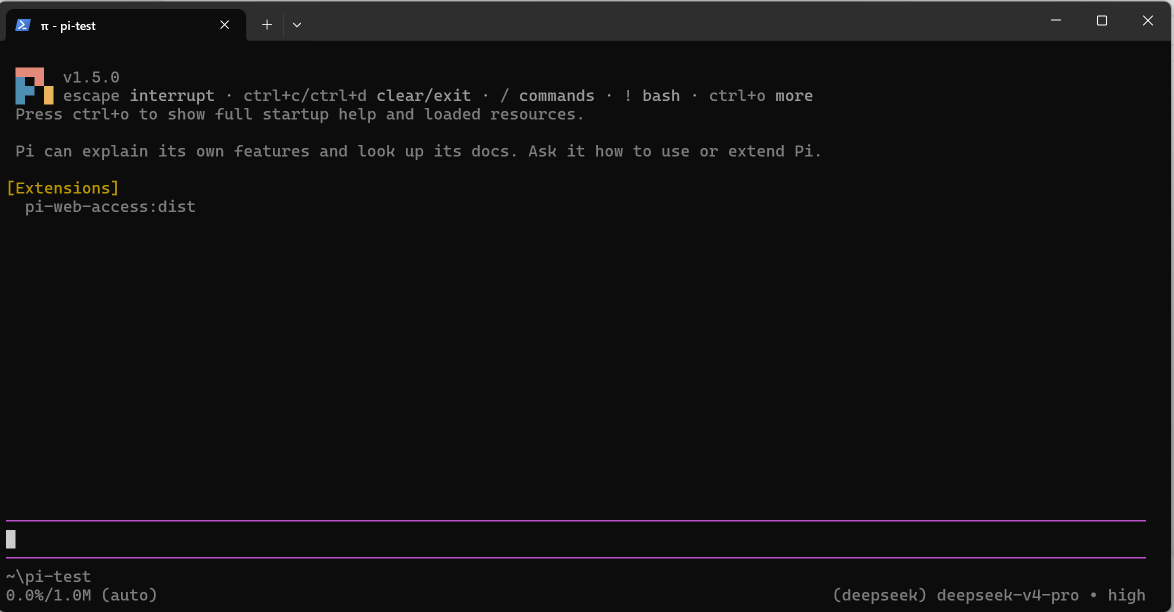 π - pi-test
v1.5.0
escape interrupt · ctrl+c/ctrl+d clear/exit · / commands · ! bash · ctrl+o more
Press ctrl+o to show full startup help and loaded resources.
Pi can explain its own features and look up its docs. Ask it how to use or extend Pi.
[Extensions]
pi-web-access:dist
~\pi-test
0.0%/1.0M (auto) (deepseek) deepseek-v4-pro • high